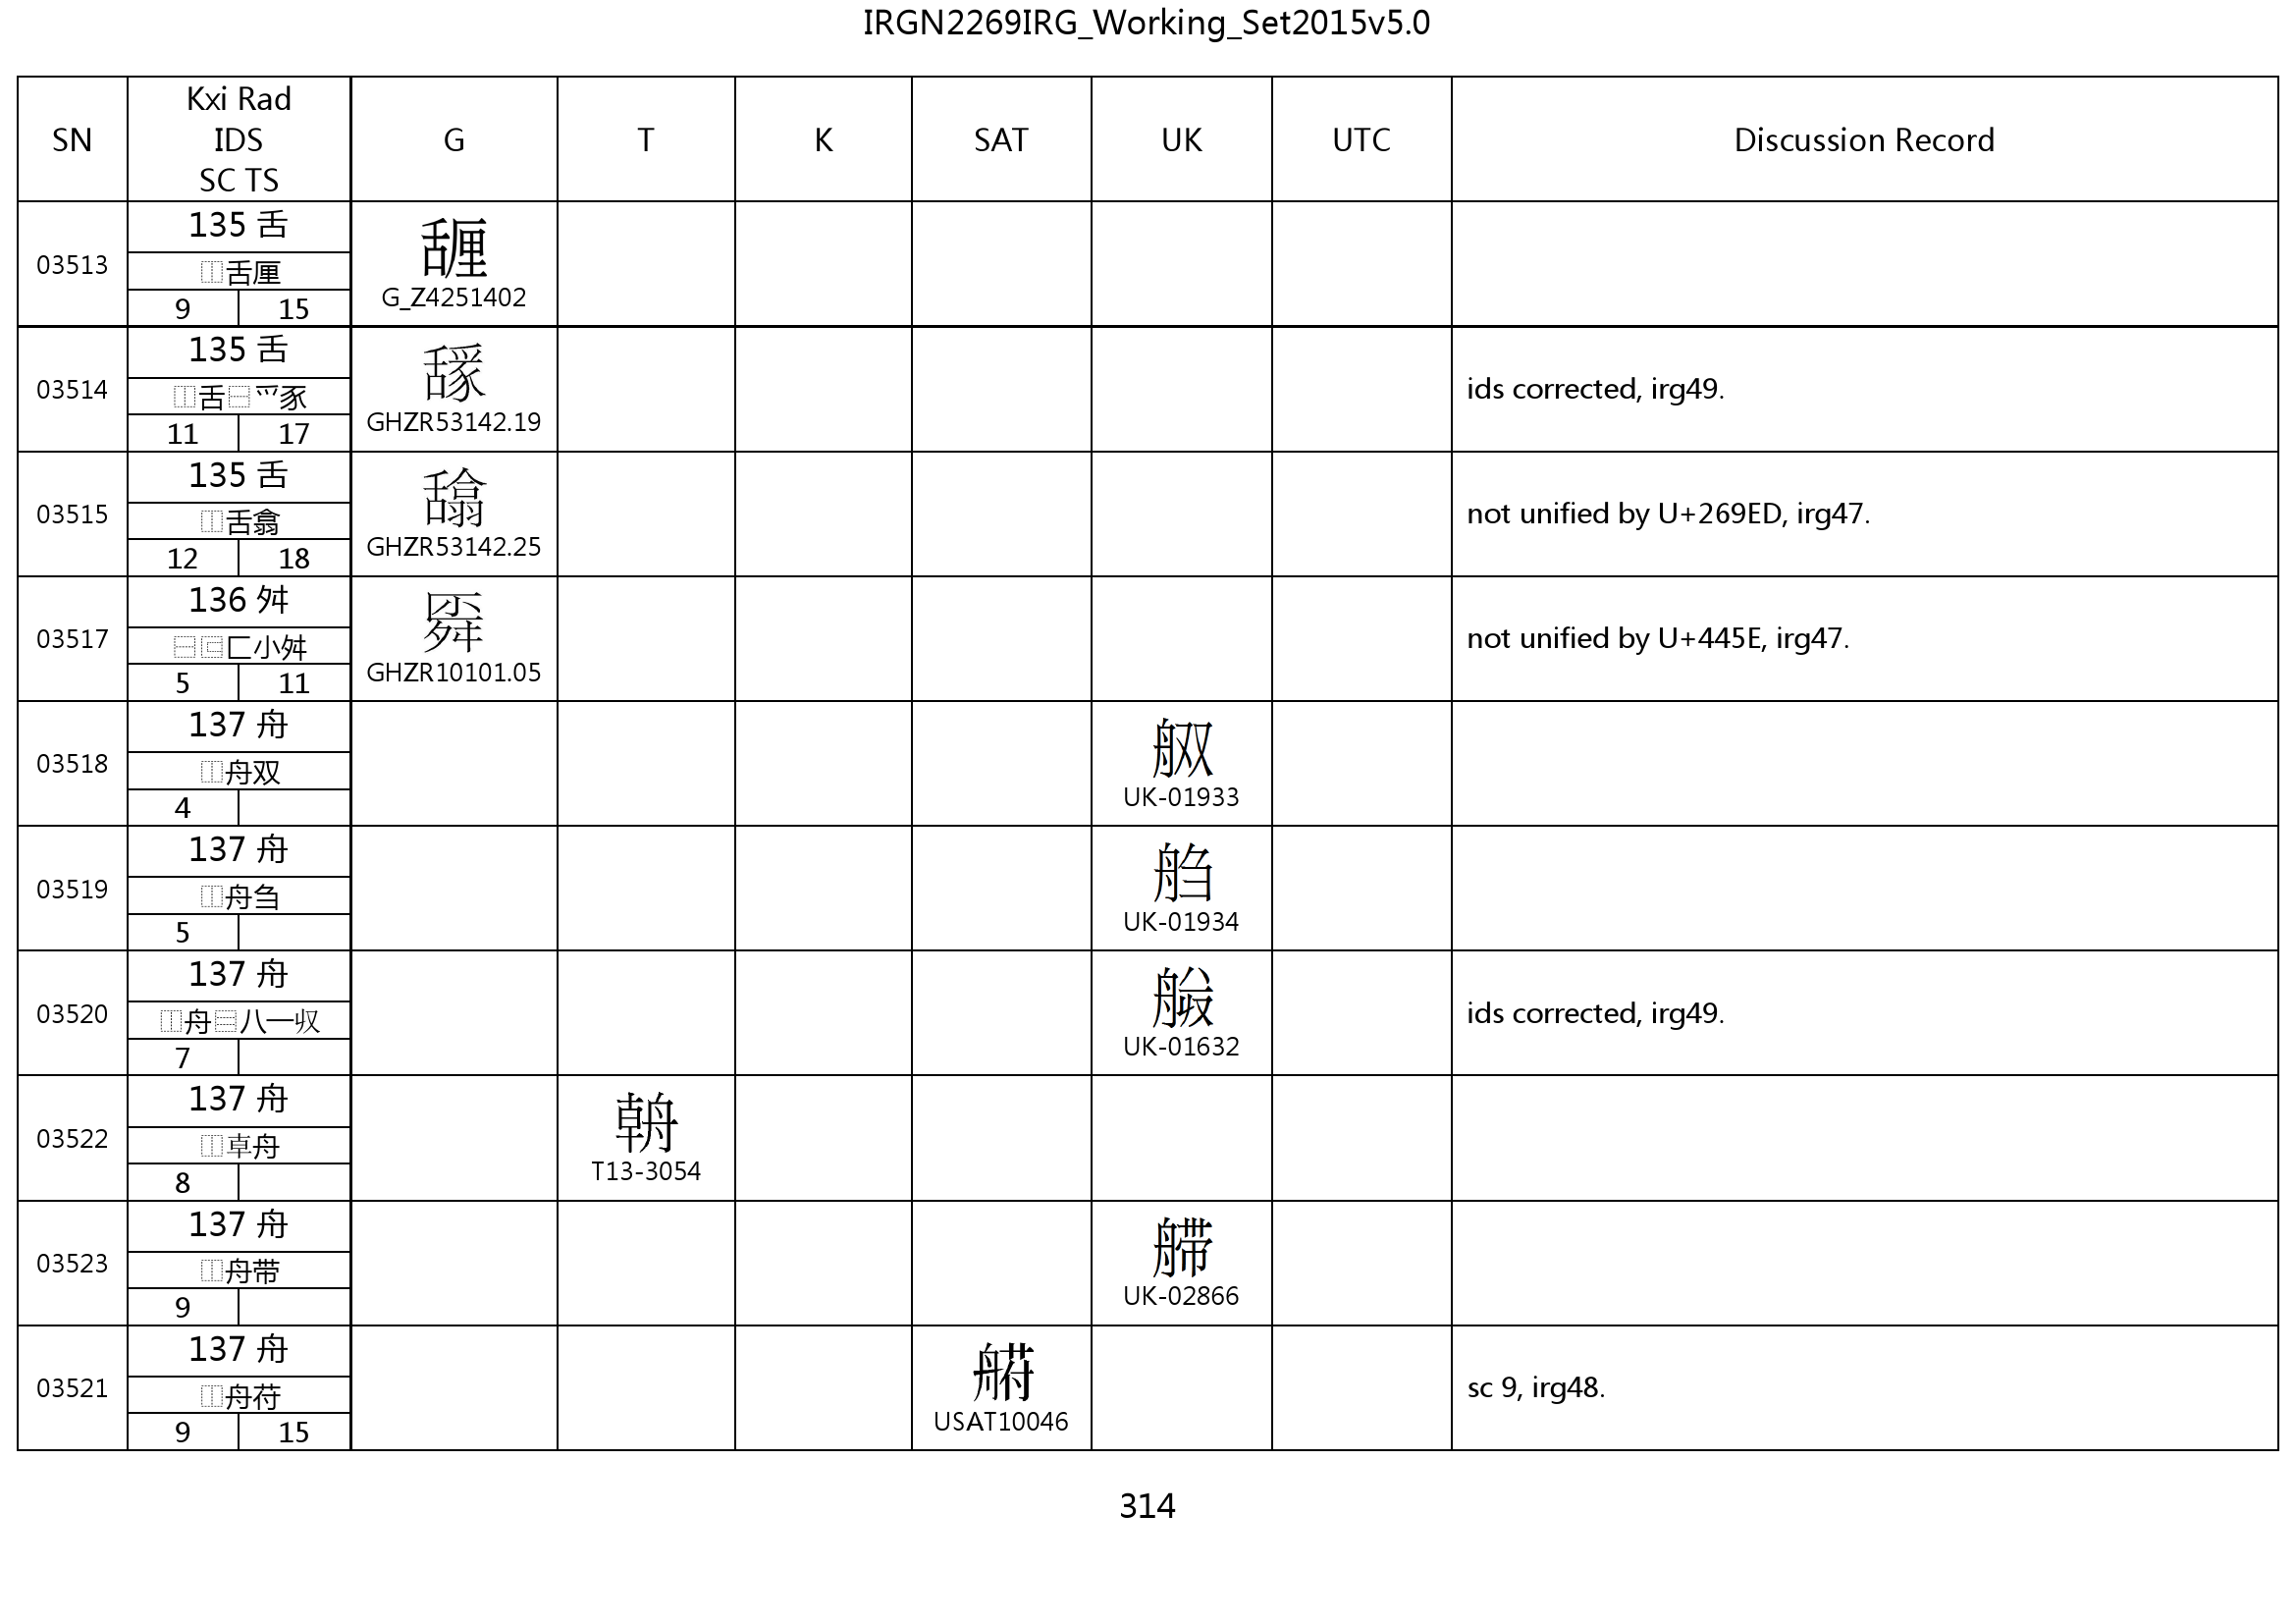 IRGN2269IRG_Working_Set2015v5.0
SN Kxi Rad IDS SC TS G T K SAT UK UTC Discussion Record
03513 135 舌
⿰舌厘
9 15
G_Z4251402
03514 135 舌
⿰舌⿱爫豖
11 17
GHZR53142.19
ids corrected, irg49.
03515 135 舌
⿰舌翕
12 18
GHZR53142.25
not unified by U+269ED, irg47.
03517 136 舛
⿱⿷匚小舛
5 11
GHZR10101.05
not unified by U+445E, irg47.
03518 137 舟
⿰舟双
4
UK-01933
03519 137 舟
⿰舟刍
5
UK-01934
03520 137 舟
⿰舟⿳八一収
7
UK-01632
ids corrected, irg49.
03522 137 舟
⿰𠦝舟
8
T13-3054
03523 137 舟
⿰舟带
9
UK-02866
03521 137 舟
⿰舟荮
9 15
USAT10046
sc 9, irg48.
314